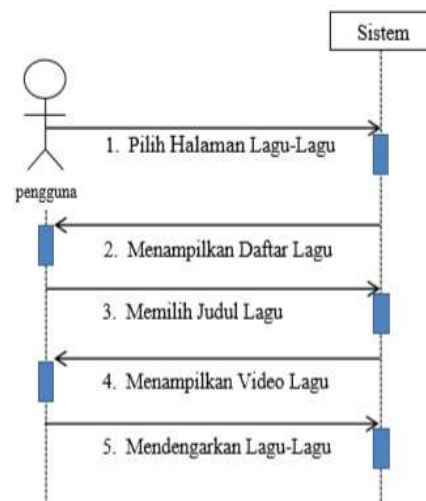 Sistem
1. Pilih Halaman Lagu-Lagu
pengguna
2. Menampilkan Daftar Lagu
3. Memilih Judul Lagu
4. Menampilkan Video Lagu
5. Mendengarkan Lagu-Lagu